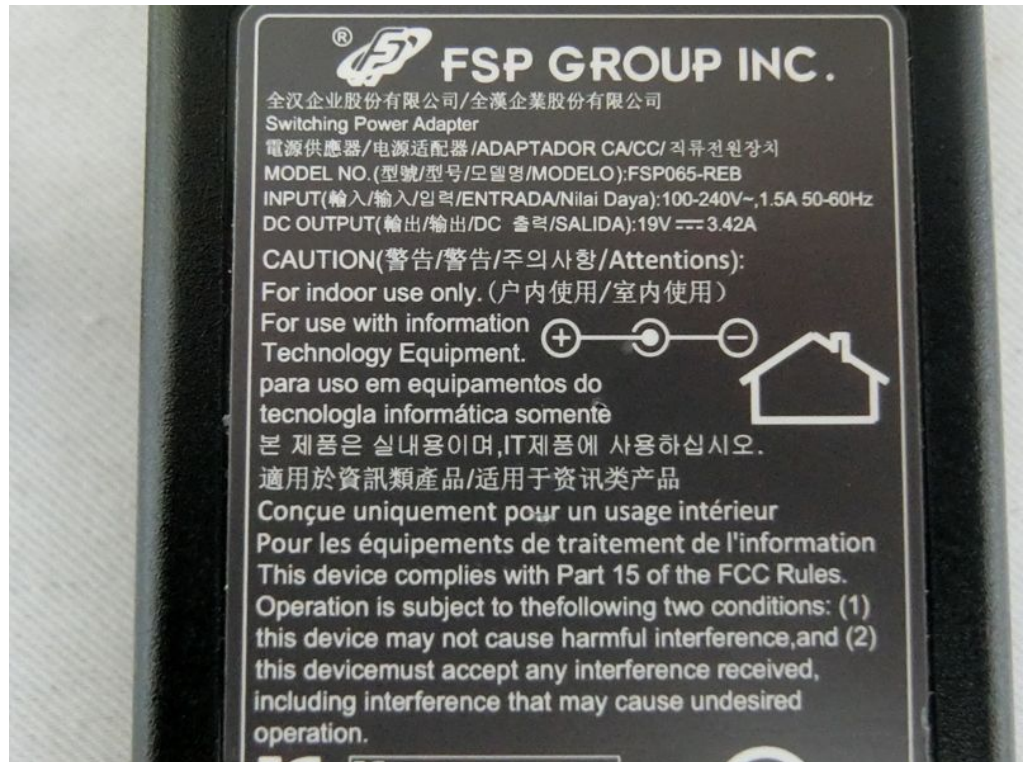 ® FSP GROUP INC.
全汉企业股份有限公司/全漢企業股份有限公司
Switching Power Adapter
電源供應器/电源适配器/ADAPTADOR CA/CC/ 직류전원장치
MODEL NO.(型號/型号/모델명/MODELO):FSP065-REB
INPUT(輸入/输入/입력/ENTRADA/Nilai Daya):100-240V~,1.5A 50-60Hz
DC OUTPUT(輸出/输出/DC 출력/SALIDA):19V ⎓ 3.42A
CAUTION(警告/警告/주의사항/Attentions):
For indoor use only.(户内使用/室内使用)
For use with information
Technology Equipment.
para uso em equipamentos do
tecnologla informática somente
본 제품은 실내용이며,IT제품에 사용하십시오.
適用於資訊類產品/适用于资讯类产品
Conçue uniquement pour un usage intérieur
Pour les équipements de traitement de l'information
This device complies with Part 15 of the FCC Rules.
Operation is subject to thefollowing two conditions: (1)
this device may not cause harmful interference,and (2)
this devicemust accept any interference received,
including interference that may cause undesired
operation.